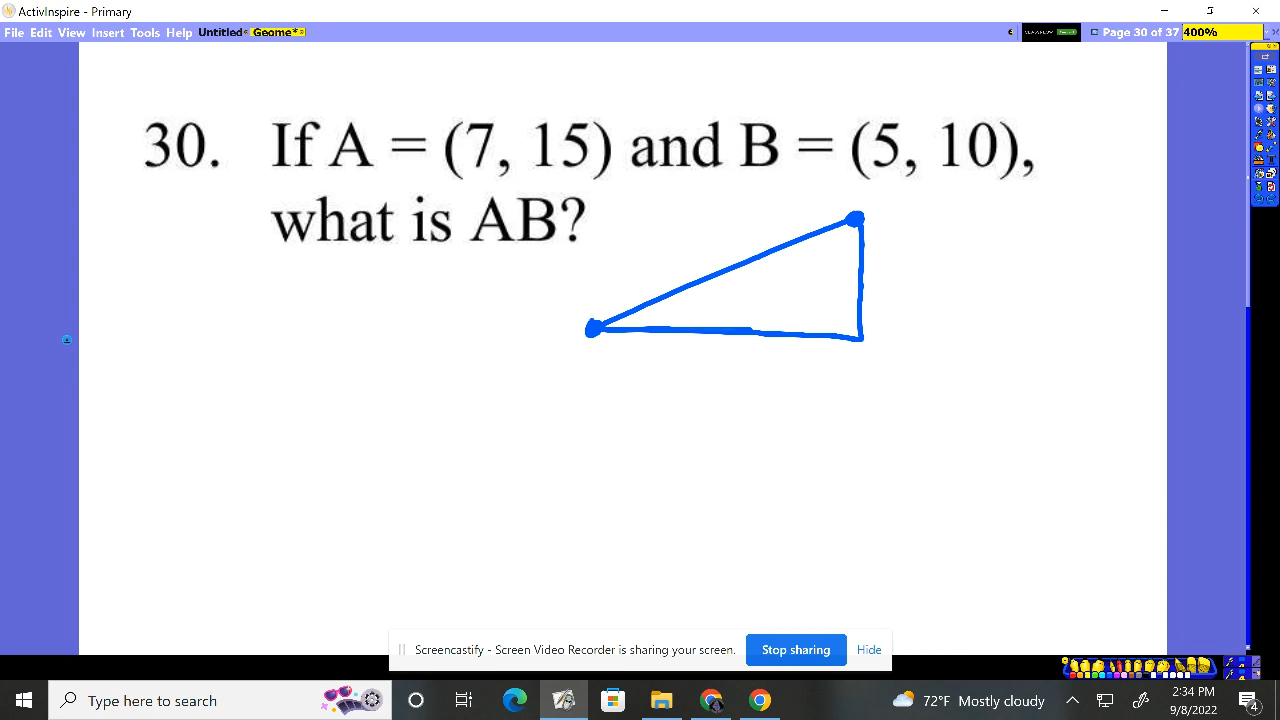 ActivInspire - Primary
File Edit View Insert Tools Help Untitled Geome*
Page 30 of 37 400%
30. If A = (7, 15) and B = (5, 10),
what is AB?
Screencastify - Screen Video Recorder is sharing your screen. Stop sharing Hide
Type here to search
72°F Mostly cloudy
2:34 PM
9/8/2022
4